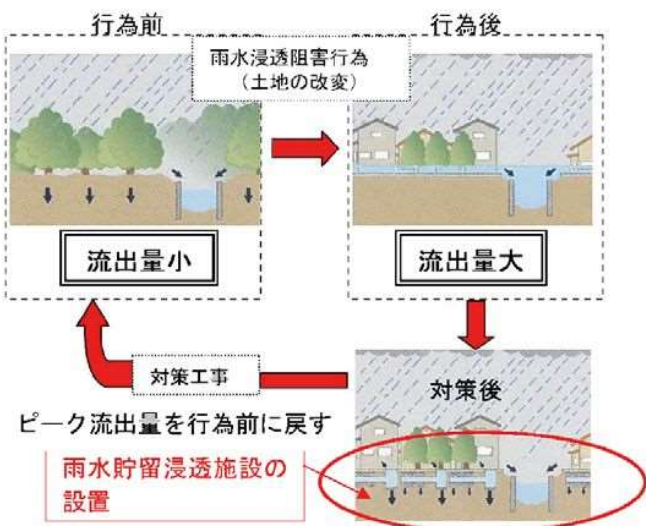 行為前
行為後
雨水浸透阻害行為
（土地の改変）
流出量小
流出量大
対策工事
対策後
ピーク流出量を行為前に戻す
雨水貯留浸透施設の
設置